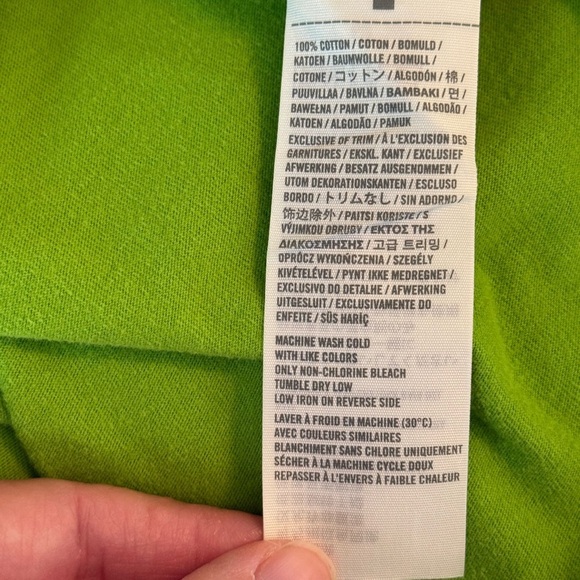 100% COTTON / COTON / BOMULD /
KATOEN / BAUMWOLLE / BOMULL /
COTONE / コットン / ALGODÓN / 棉 /
PUUVILLAA / BAVLNA / BAMBAKI / 면 /
BAWEŁNA / PAMUT / BOMULL / ALGODÃO /
KATOEN / ALGODÃO / PAMUK
EXCLUSIVE OF TRIM / À L'EXCLUSION DES
GARNITURES / EKSKL. KANT / EXCLUSIEF
AFWERKING / BESATZ AUSGENOMMEN /
UTOM DEKORATIONSKANTEN / ESCLUSO
BORDO / トリムなし / SIN ADORNO /
饰边除外 / PAITSI KORISTE / S
VÝJIMKOU OBRUBY / ΕΚΤΟΣ ΤΗΣ
ΔΙΑΚΟΣΜΗΣΗΣ / 고급 트리밍 /
OPRÓCZ WYKOŃCZENIA / SZEGÉLY
KIVÉTELÉVEL / PYNT IKKE MEDREGNET /
EXCLUSIVO DO DETALHE / AFWERKING
UITGESLUIT / EXCLUSIVAMENTE DO
ENFEITE / SÜS HARİÇ
MACHINE WASH COLD
WITH LIKE COLORS
ONLY NON-CHLORINE BLEACH
TUMBLE DRY LOW
LOW IRON ON REVERSE SIDE
LAVER À FROID EN MACHINE (30°C)
AVEC COULEURS SIMILAIRES
BLANCHIMENT SANS CHLORE UNIQUEMENT
SÉCHER À LA MACHINE CYCLE DOUX
REPASSER À L'ENVERS À FAIBLE CHALEUR